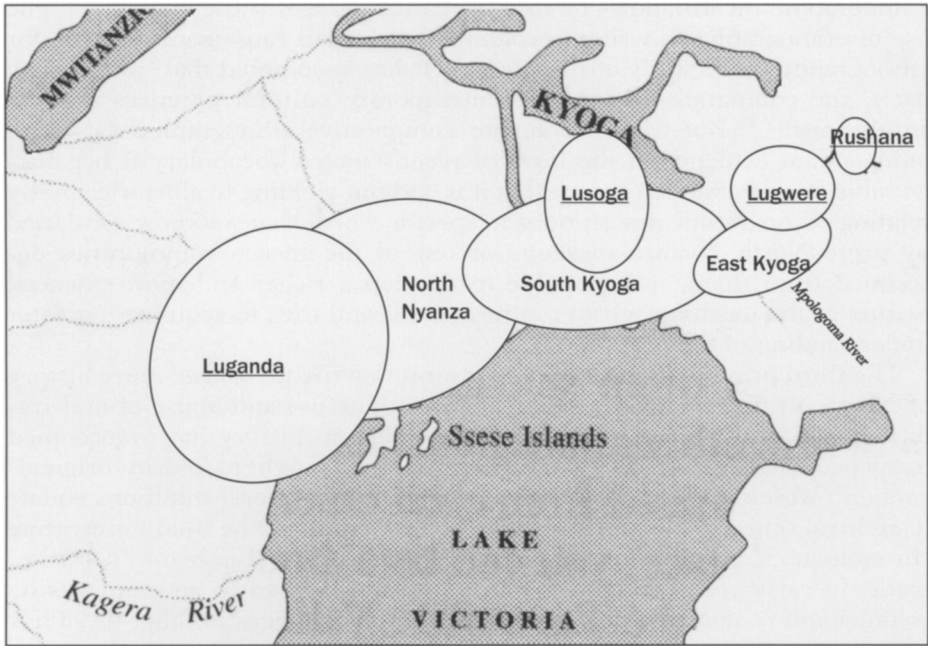 MWITANZIG
KYOGA
Rushana
Lusoga
Lugwere
East Kyoga
North
Nyanza
South Kyoga
Mpologoma River
Luganda
Ssese Islands
LAKE
Kagera River
VICTORIA